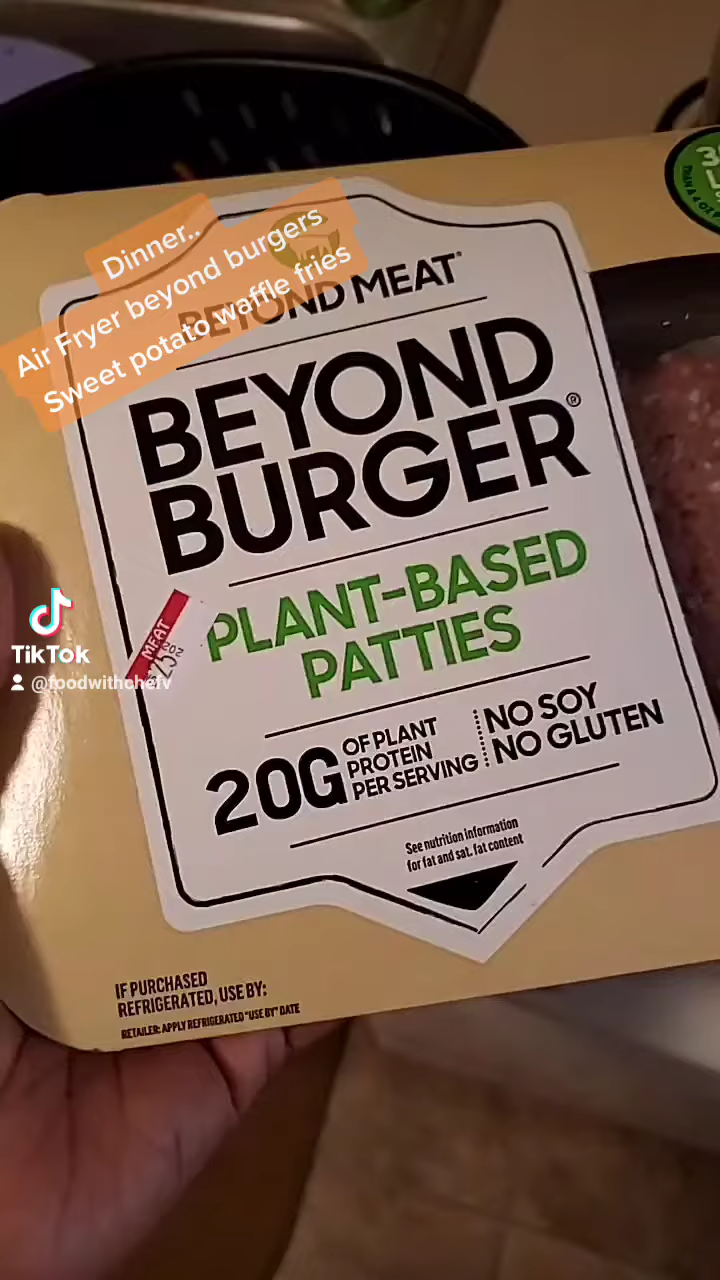 Dinner..
Air Fryer beyond burgers
Sweet potato waffle fries
BEYOND MEAT®
BEYOND
BURGER®
PLANT-BASED
PATTIES
MEAT
20G
OF PLANT
PROTEIN
PER SERVING
NO SOY
NO GLUTEN
See nutrition information
for fat and sat. fat content
TikTok
@foodwithchefv
IF PURCHASED
REFRIGERATED, USE BY:
RETAILER: APPLY REFRIGERATED "USE BY" DATE